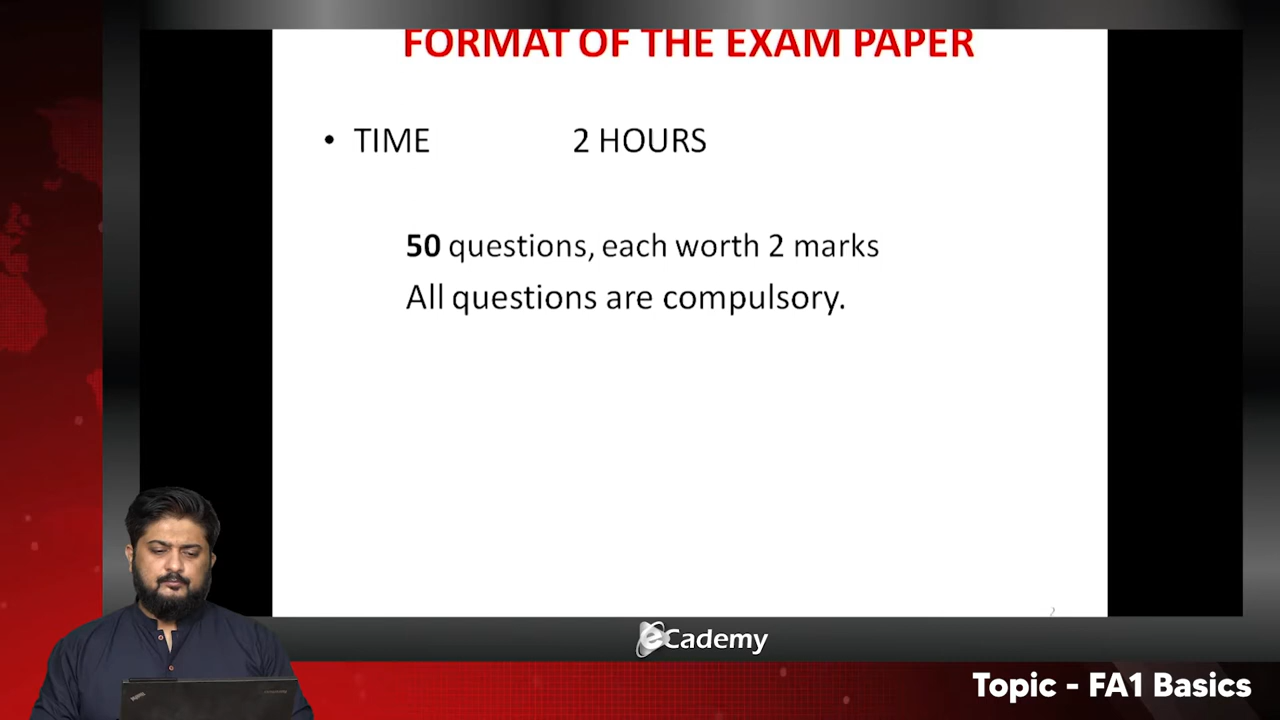 FORMAT OF THE EXAM PAPER
• TIME 2 HOURS
50 questions, each worth 2 marks
All questions are compulsory.
eCademy
Topic - FA1 Basics